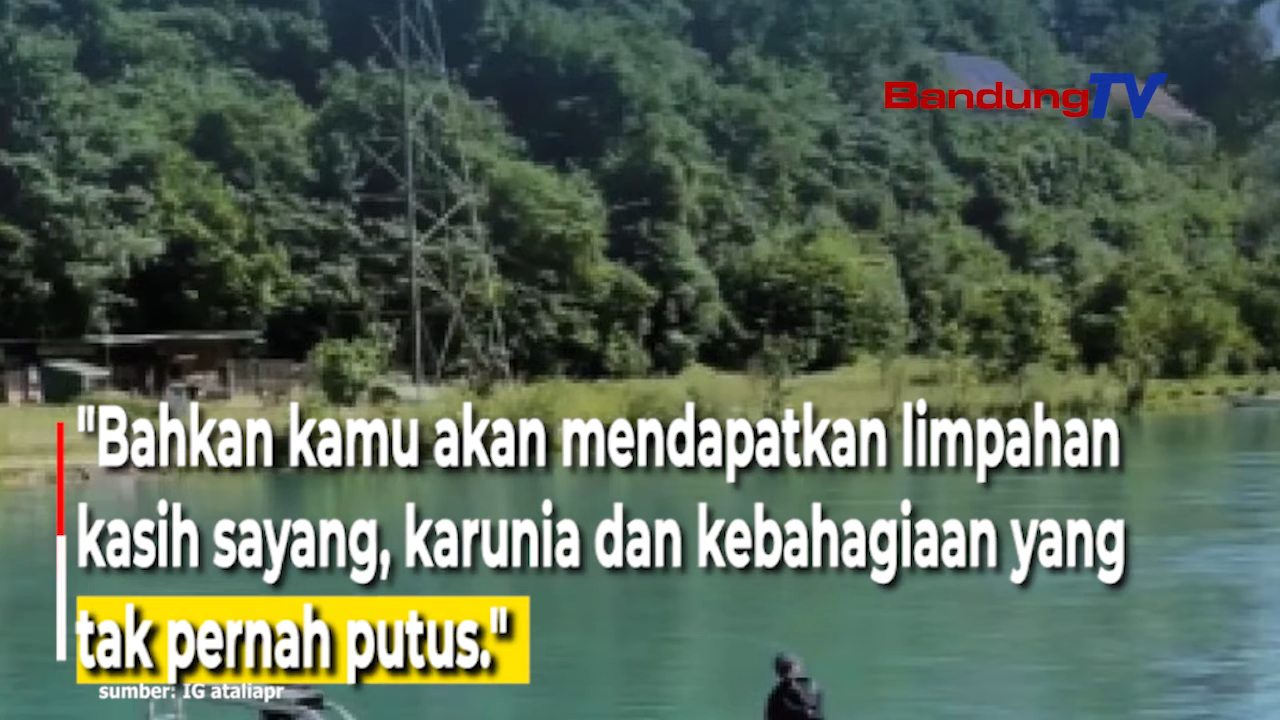 BandungTV
"Bahkan kamu akan mendapatkan limpahan
kasih sayang, karunia dan kebahagiaan yang
tak pernah putus."
sumber: IG ataliapr